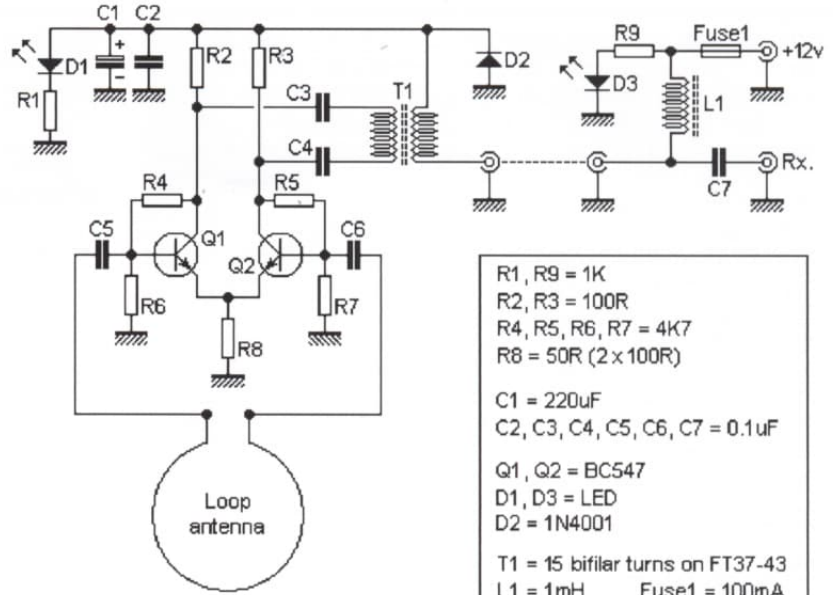 C1 C2
R9
Fuse1
+12v
D1
R2
R3
D2
D3
C3
T1
L1
R1
C4
Rx.
C7
R4
R5
C5
Q1
Q2
C6
R6
R7
R8
Loop
antenna
R1, R9 = 1K
R2, R3 = 100R
R4, R5, R6, R7 = 4K7
R8 = 50R (2 x 100R)
C1 = 220uF
C2, C3, C4, C5, C6, C7 = 0.1uF
Q1, Q2 = BC547
D1, D3 = LED
D2 = 1N4001
T1 = 15 bifilar turns on FT37-43
L1 = 1mH Fuse1 = 100mA